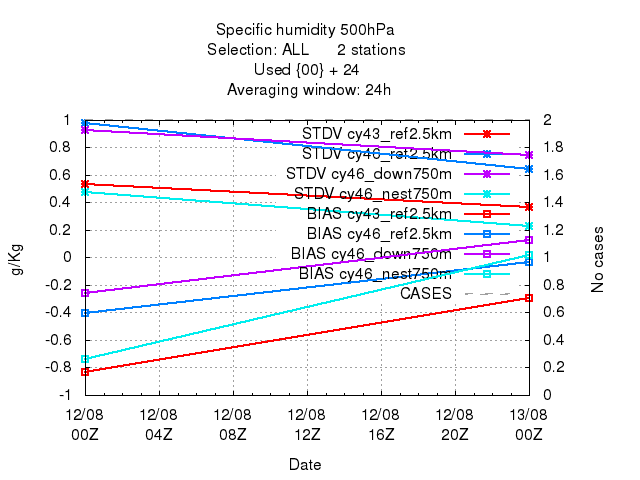 Specific humidity 500hPa
Selection: ALL 2 stations
Used {00} + 24
Averaging window: 24h
1 2
0.8 1.8
0.6 1.6
0.4 1.4
0.2 1.2
0 1
-0.2 0.8
-0.4 0.6
-0.6 0.4
-0.8 0.2
-1 0
g/Kg
No cases
STDV cy43_ref2.5km
STDV cy46_ref2.5km
STDV cy46_down750m
STDV cy46_nest750m
BIAS cy43_ref2.5km
BIAS cy46_ref2.5km
BIAS cy46_down750m
BIAS cy46_nest750m
CASES
12/08 12/08 12/08 12/08 12/08 12/08 13/08
00Z 04Z 08Z 12Z 16Z 20Z 00Z
Date